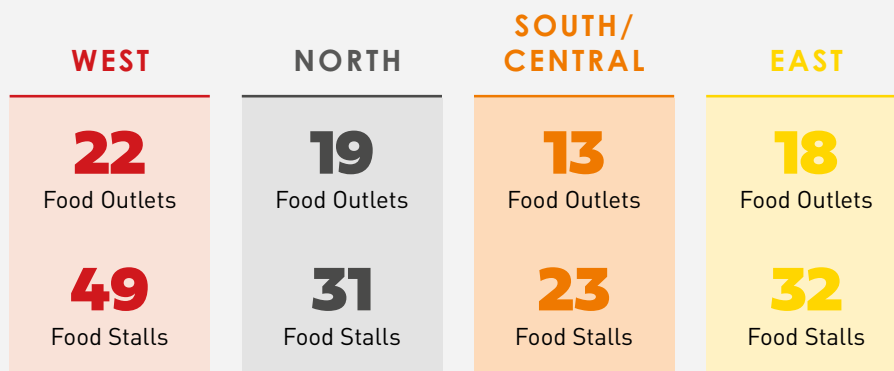 WEST
22
Food Outlets
49
Food Stalls
NORTH
19
Food Outlets
31
Food Stalls
SOUTH/
CENTRAL
13
Food Outlets
23
Food Stalls
EAST
18
Food Outlets
32
Food Stalls